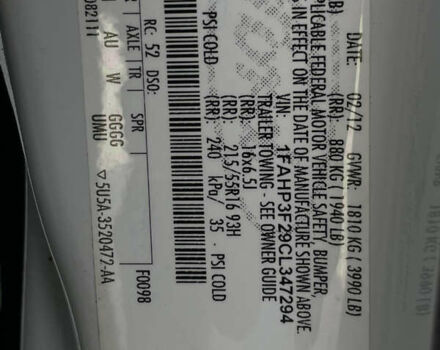 LB) DATE: 02/12 GVWR: 1810 KG ( 3990 LB)
(RR): 880 KG ( 1940 LB)
PLICABLE FEDERAL MOTOR VEHICLE SAFETY, BUMPER,
S IN EFFECT ON THE DATE OF MANUFACTURE SHOWN ABOVE.
VIN: 1FAHP3F29CL347294
TRAILER TOWING - SEE OWNER GUIDE
(RR): 16x6.5J
(RR): 215/55R16 93H
PSI COLD (RR): 240 kPa/ 35 PSI COLD
RC: 52 DSO: F0098
AXLE TR SPR
AU W GGGG
UMU ▽5U5A-3520472-AA
082111